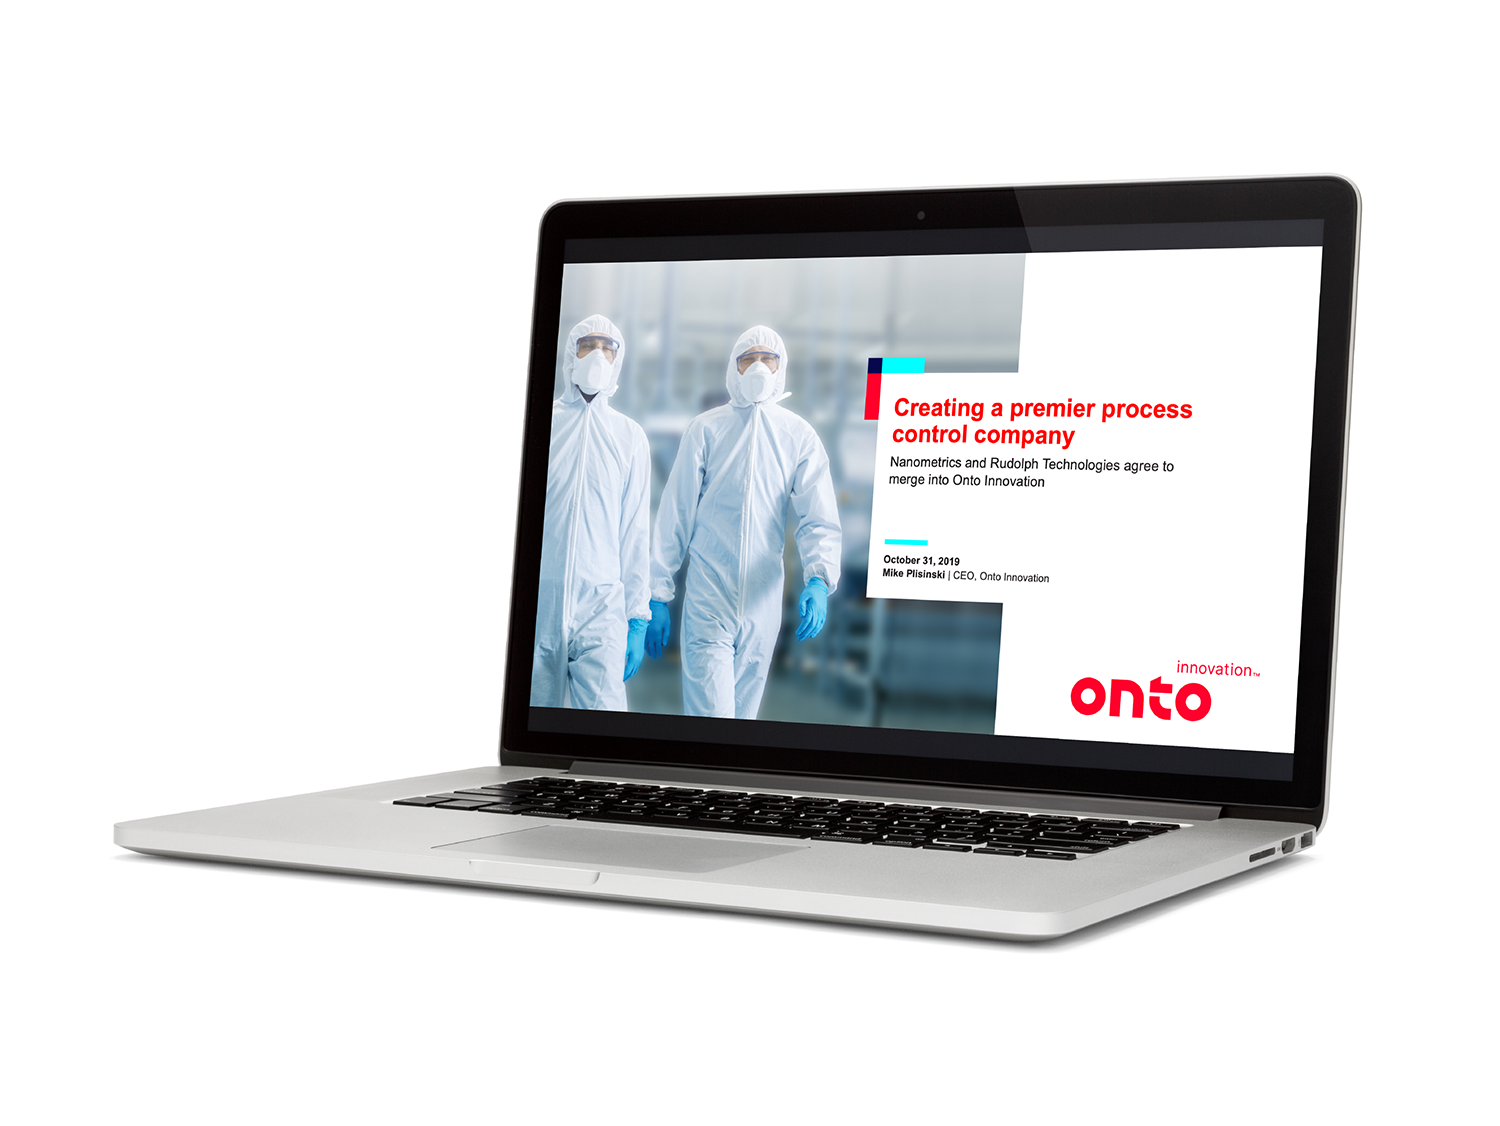 Creating a premier process
control company
Nanometrics and Rudolph Technologies agree to
merge into Onto Innovation
October 31, 2019
Mike Plisinski | CEO, Onto Innovation
innovation™
onto